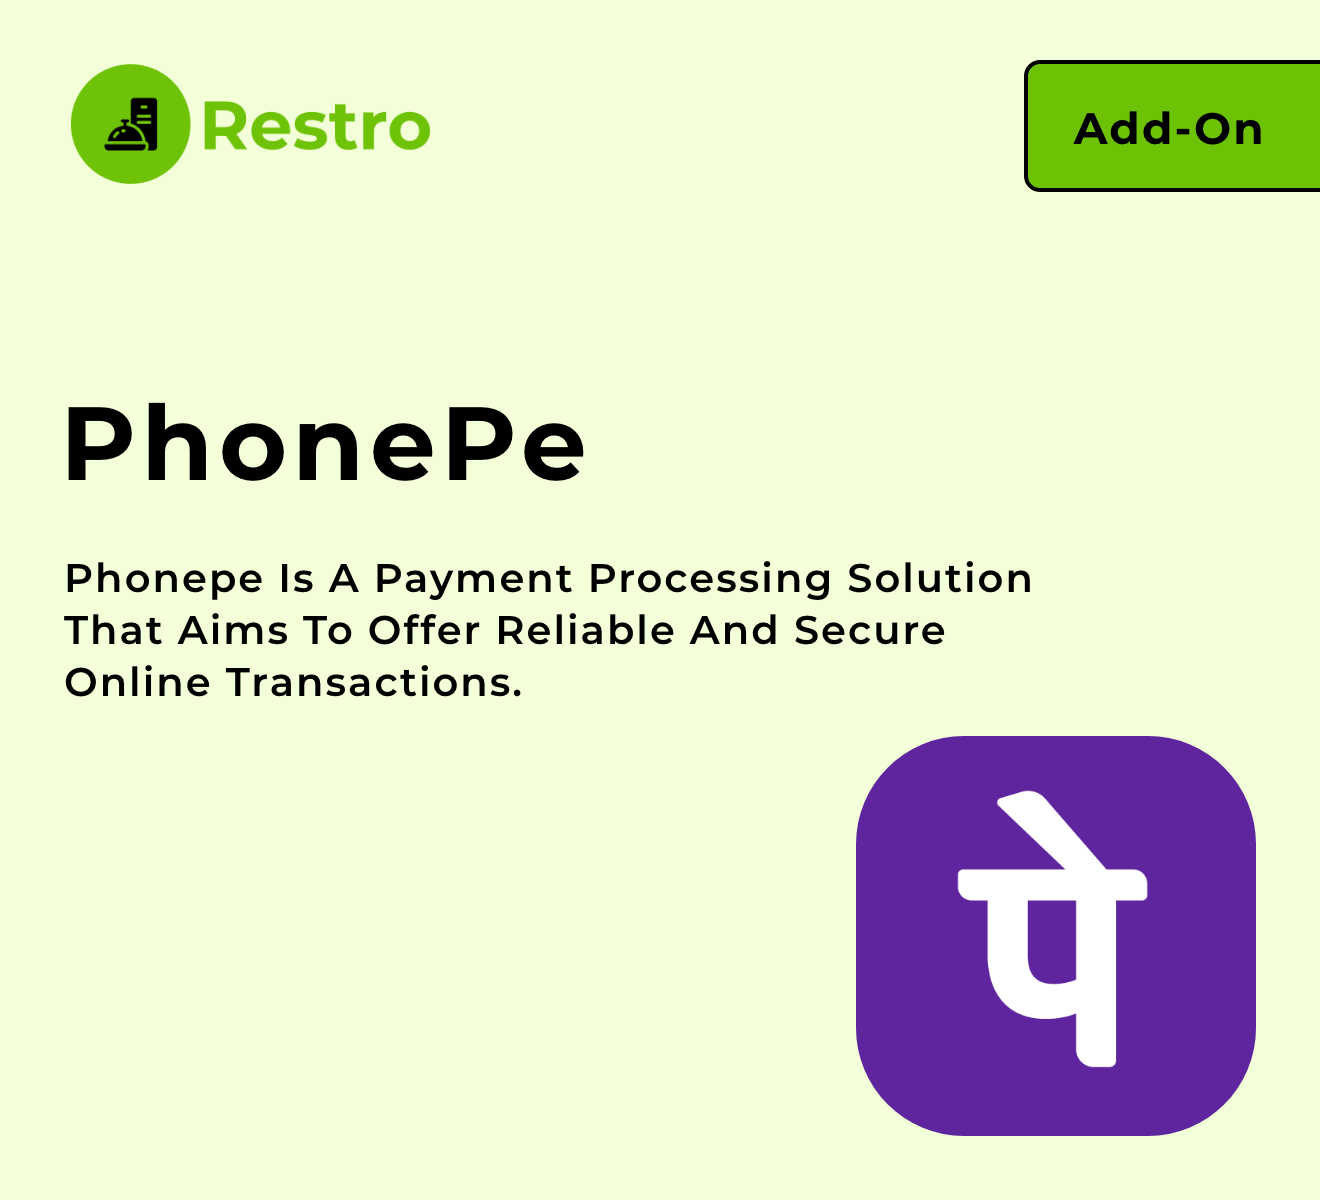 Restro
Add-On
PhonePe
Phonepe Is A Payment Processing Solution
That Aims To Offer Reliable And Secure
Online Transactions.
पे